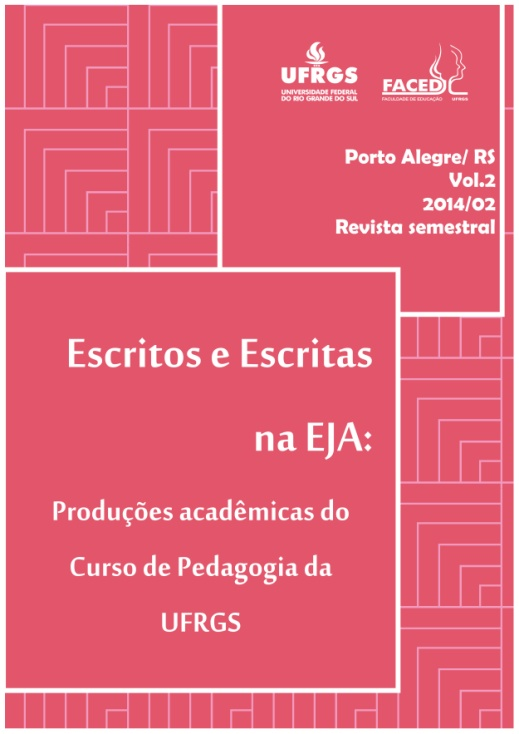 UFRGS
UNIVERSIDADE FEDERAL
DO RIO GRANDE DO SUL
FACED
FACULDADE DE EDUCAÇÃO UFRGS
Porto Alegre/ RS
Vol.2
2014/02
Revista semestral
Escritos e Escritas
na EJA:
Produções acadêmicas do
Curso de Pedagogia da
UFRGS